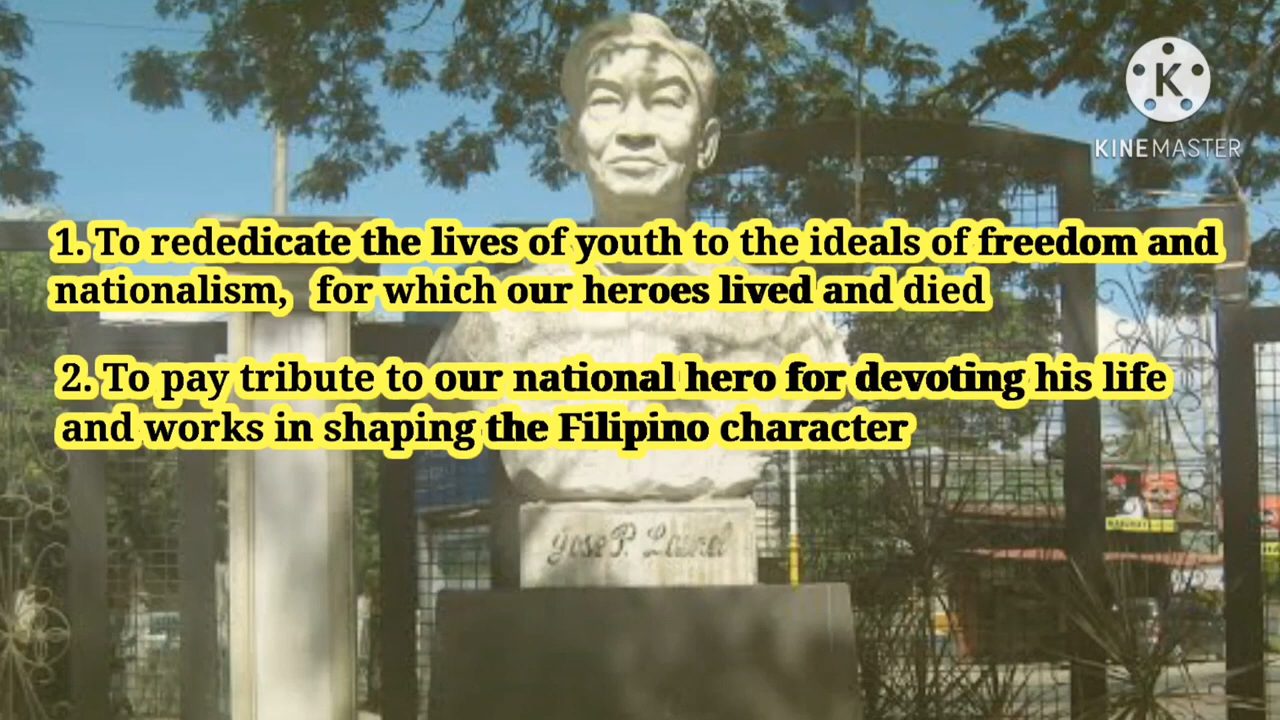 KINEMASTER
1. To rededicate the lives of youth to the ideals of freedom and
nationalism, for which our heroes lived and died
2. To pay tribute to our national hero for devoting his life
and works in shaping the Filipino character
Jose P. Laurel